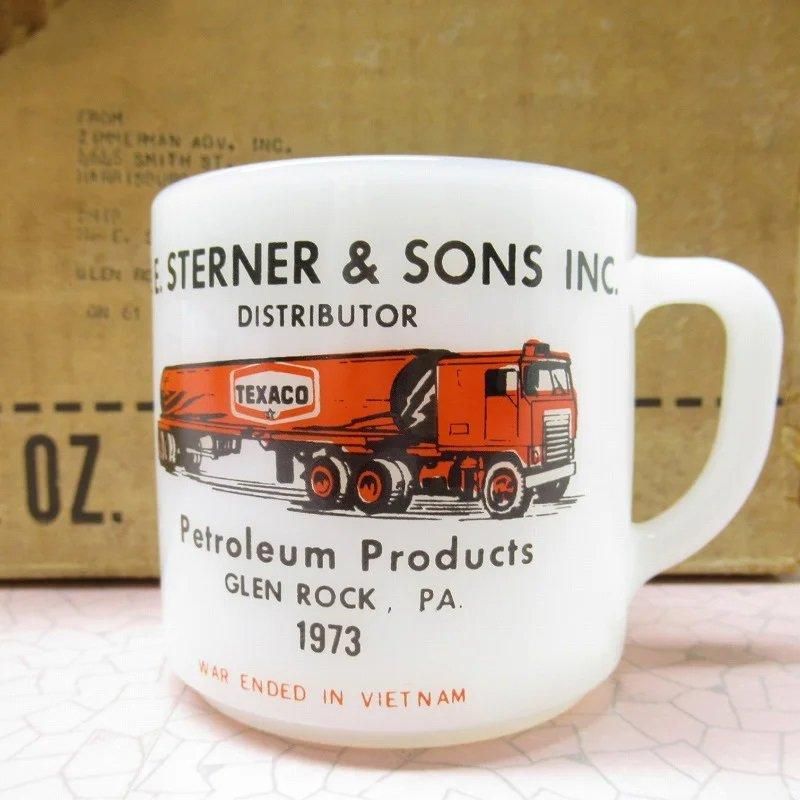 FROM
ZIMMERMAN ADV. INC.
SMITH ST.
GLEN
OZ.
E. STERNER & SONS INC.
DISTRIBUTOR
TEXACO
Petroleum Products
GLEN ROCK, PA.
1973
WAR ENDED IN VIETNAM